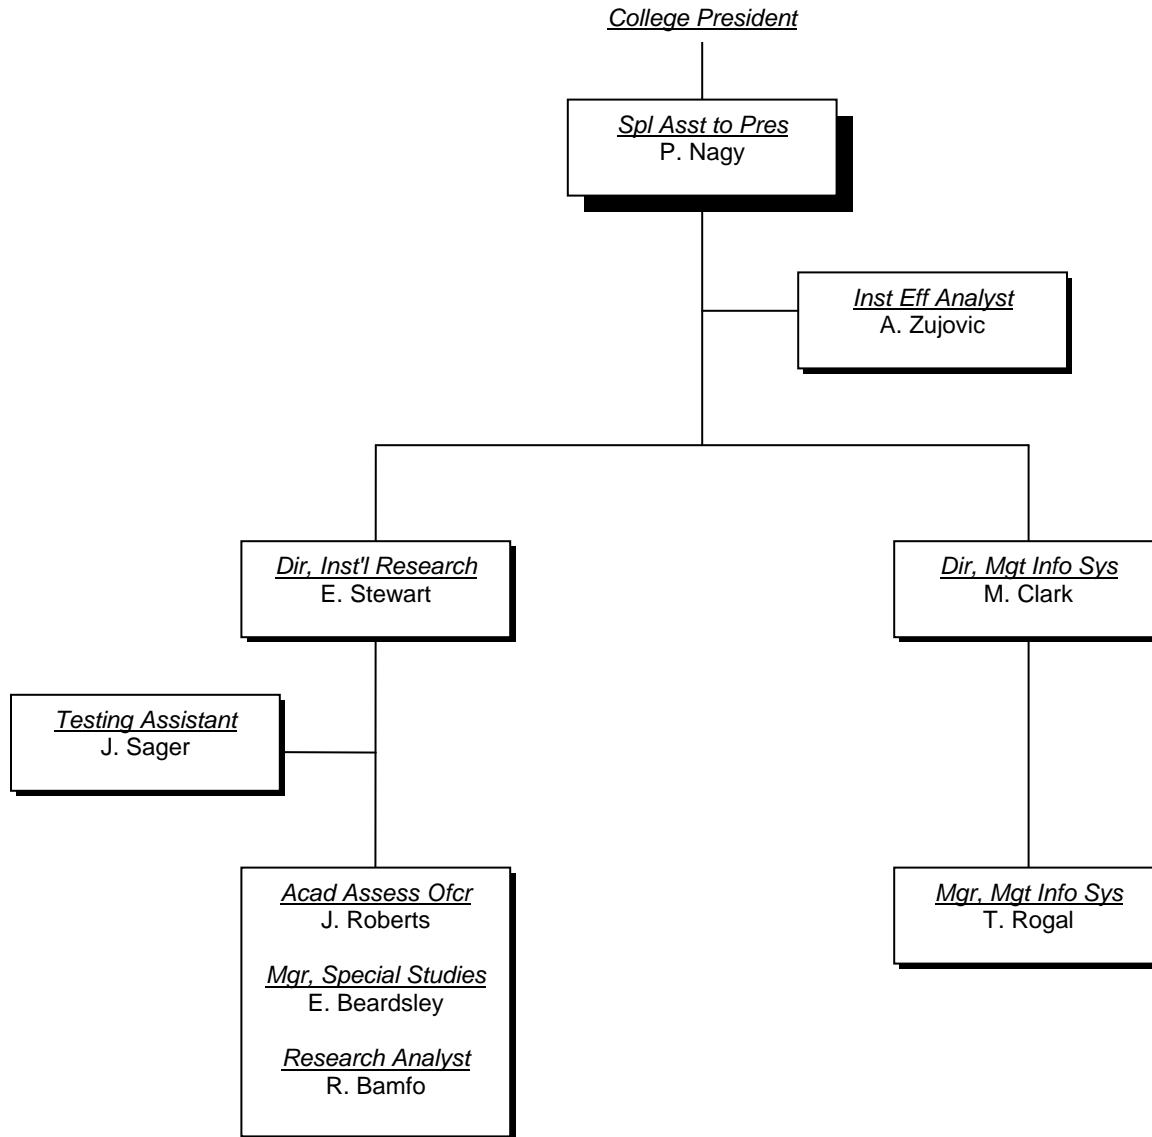 College President
Spl Asst to Pres
P. Nagy
Inst Eff Analyst
A. Zujovic
Dir, Inst'l Research
E. Stewart
Dir, Mgt Info Sys
M. Clark
Testing Assistant
J. Sager
Acad Assess Ofcr
J. Roberts
Mgr, Special Studies
E. Beardsley
Research Analyst
R. Bamfo
Mgr, Mgt Info Sys
T. Rogal